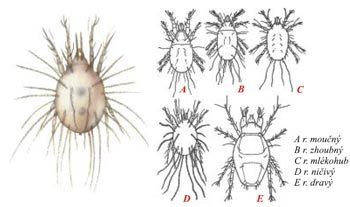 A
B
C
D
E
A r. moučný
B r. zhoubný
C r. mlékohub
D r. ničivý
E r. dravý